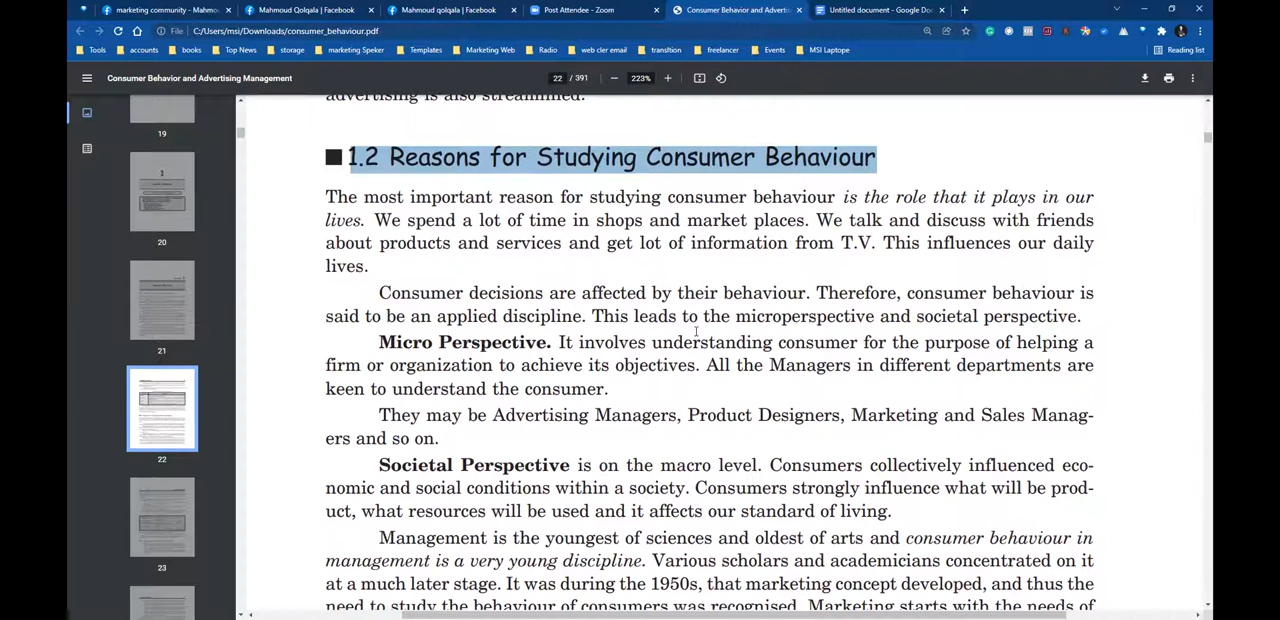 marketing community - Mahmo
Mahmoud Qolqala | Facebook
Mahmoud qolqala | Facebook
Post Attendee - Zoom
Consumer Behavior and Advertisi
Untitled document - Google Doc
File C:/Users/msi/Downloads/consumer_behaviour.pdf
Tools accounts books Top News storage marketing Speker Templates Marketing Web Radio web cler email transltion freelancer Events MSI Laptope Reading list
Consumer Behavior and Advertising Management 22 / 391 223%
19
20
21
22
23
advertising is also streamlined.
1.2 Reasons for Studying Consumer Behaviour
The most important reason for studying consumer behaviour is the role that it plays in our
lives. We spend a lot of time in shops and market places. We talk and discuss with friends
about products and services and get lot of information from T.V. This influences our daily
lives.
Consumer decisions are affected by their behaviour. Therefore, consumer behaviour is
said to be an applied discipline. This leads to the microperspective and societal perspective.
Micro Perspective. It involves understanding consumer for the purpose of helping a
firm or organization to achieve its objectives. All the Managers in different departments are
keen to understand the consumer.
They may be Advertising Managers, Product Designers, Marketing and Sales Manag-
ers and so on.
Societal Perspective is on the macro level. Consumers collectively influenced eco-
nomic and social conditions within a society. Consumers strongly influence what will be prod-
uct, what resources will be used and it affects our standard of living.
Management is the youngest of sciences and oldest of arts and consumer behaviour in
management is a very young discipline. Various scholars and academicians concentrated on it
at a much later stage. It was during the 1950s, that marketing concept developed, and thus the
need to study the behaviour of consumers was recognised. Marketing starts with the needs of